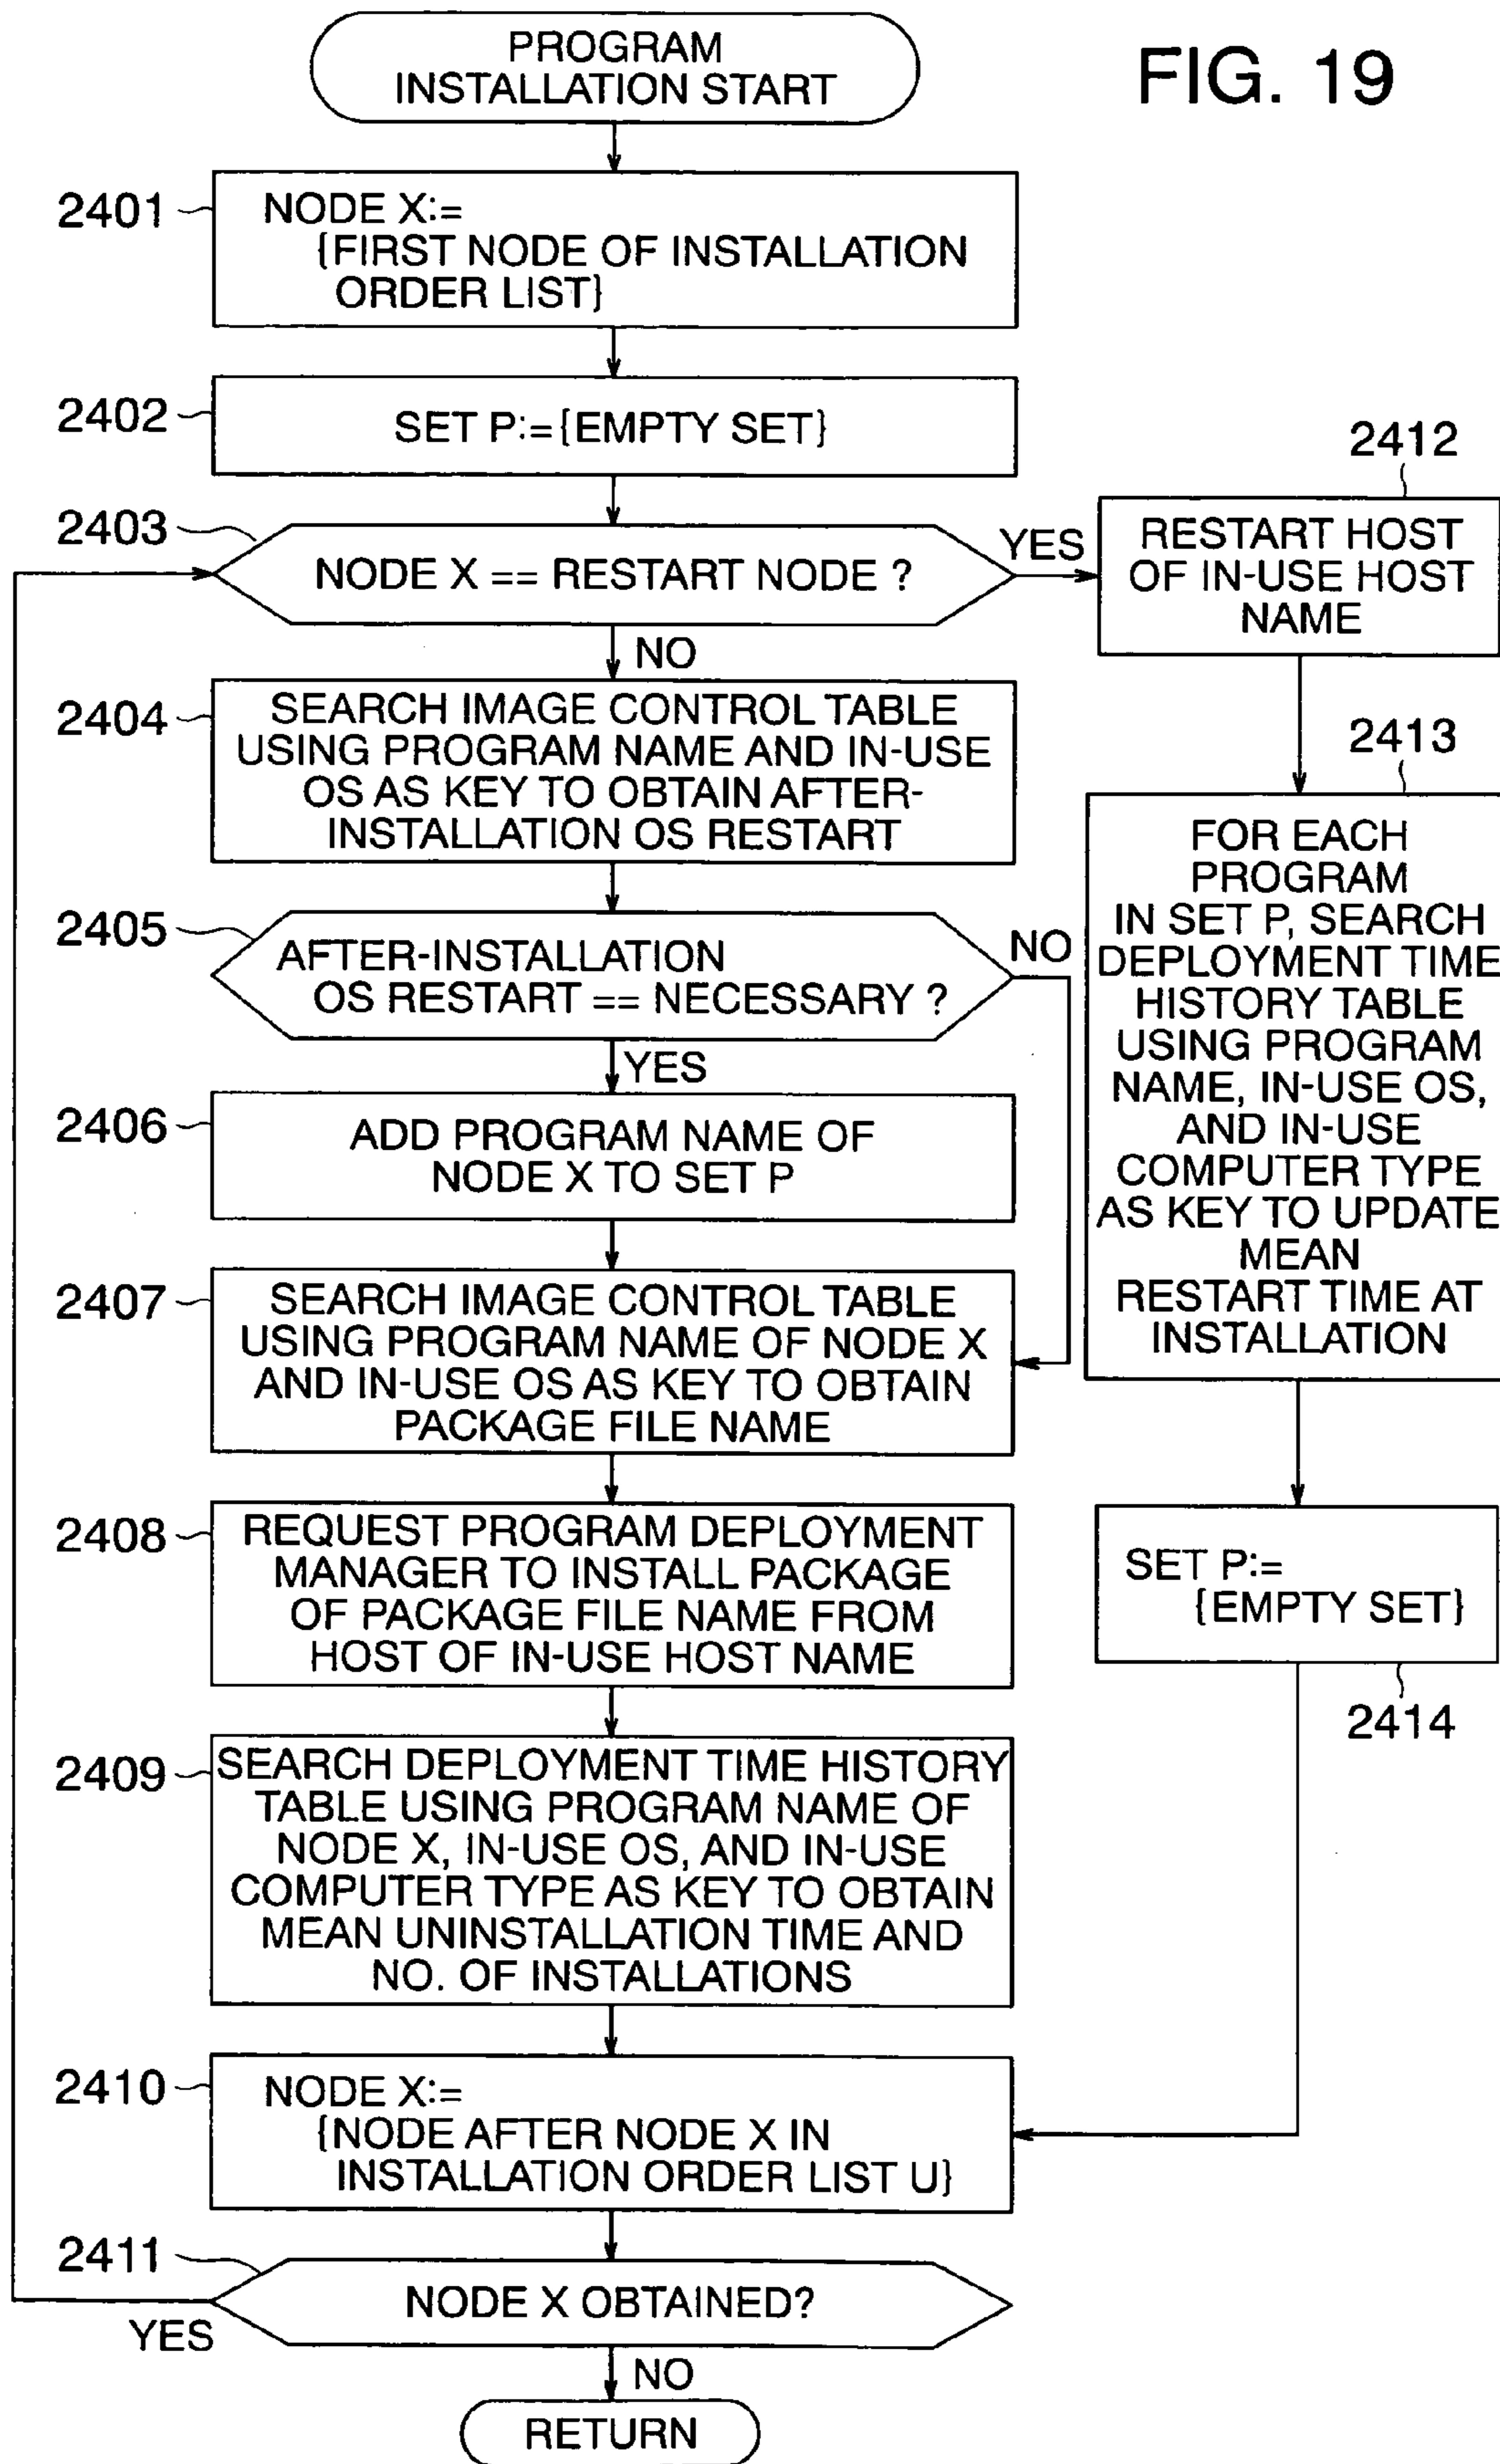 FIG. 19
PROGRAM
INSTALLATION START
2401
NODE X:=
{FIRST NODE OF INSTALLATION
ORDER LIST}
2402
SET P:={EMPTY SET}
2403
NODE X == RESTART NODE ?
YES
NO
2404
SEARCH IMAGE CONTROL TABLE
USING PROGRAM NAME AND IN-USE
OS AS KEY TO OBTAIN AFTER-
INSTALLATION OS RESTART
2405
AFTER-INSTALLATION
OS RESTART == NECESSARY ?
NO
YES
2406
ADD PROGRAM NAME OF
NODE X TO SET P
2407
SEARCH IMAGE CONTROL TABLE
USING PROGRAM NAME OF NODE X
AND IN-USE OS AS KEY TO OBTAIN
PACKAGE FILE NAME
2408
REQUEST PROGRAM DEPLOYMENT
MANAGER TO INSTALL PACKAGE
OF PACKAGE FILE NAME FROM
HOST OF IN-USE HOST NAME
2409
SEARCH DEPLOYMENT TIME HISTORY
TABLE USING PROGRAM NAME OF
NODE X, IN-USE OS, AND IN-USE
COMPUTER TYPE AS KEY TO OBTAIN
MEAN UNINSTALLATION TIME AND
NO. OF INSTALLATIONS
2410
NODE X:=
{NODE AFTER NODE X IN
INSTALLATION ORDER LIST U}
2411
NODE X OBTAINED?
YES
NO
RETURN
2412
RESTART HOST
OF IN-USE HOST
NAME
2413
FOR EACH
PROGRAM
IN SET P, SEARCH
DEPLOYMENT TIME
HISTORY TABLE
USING PROGRAM
NAME, IN-USE OS,
AND IN-USE
COMPUTER TYPE
AS KEY TO UPDATE
MEAN
RESTART TIME AT
INSTALLATION
SET P:=
{EMPTY SET}
2414